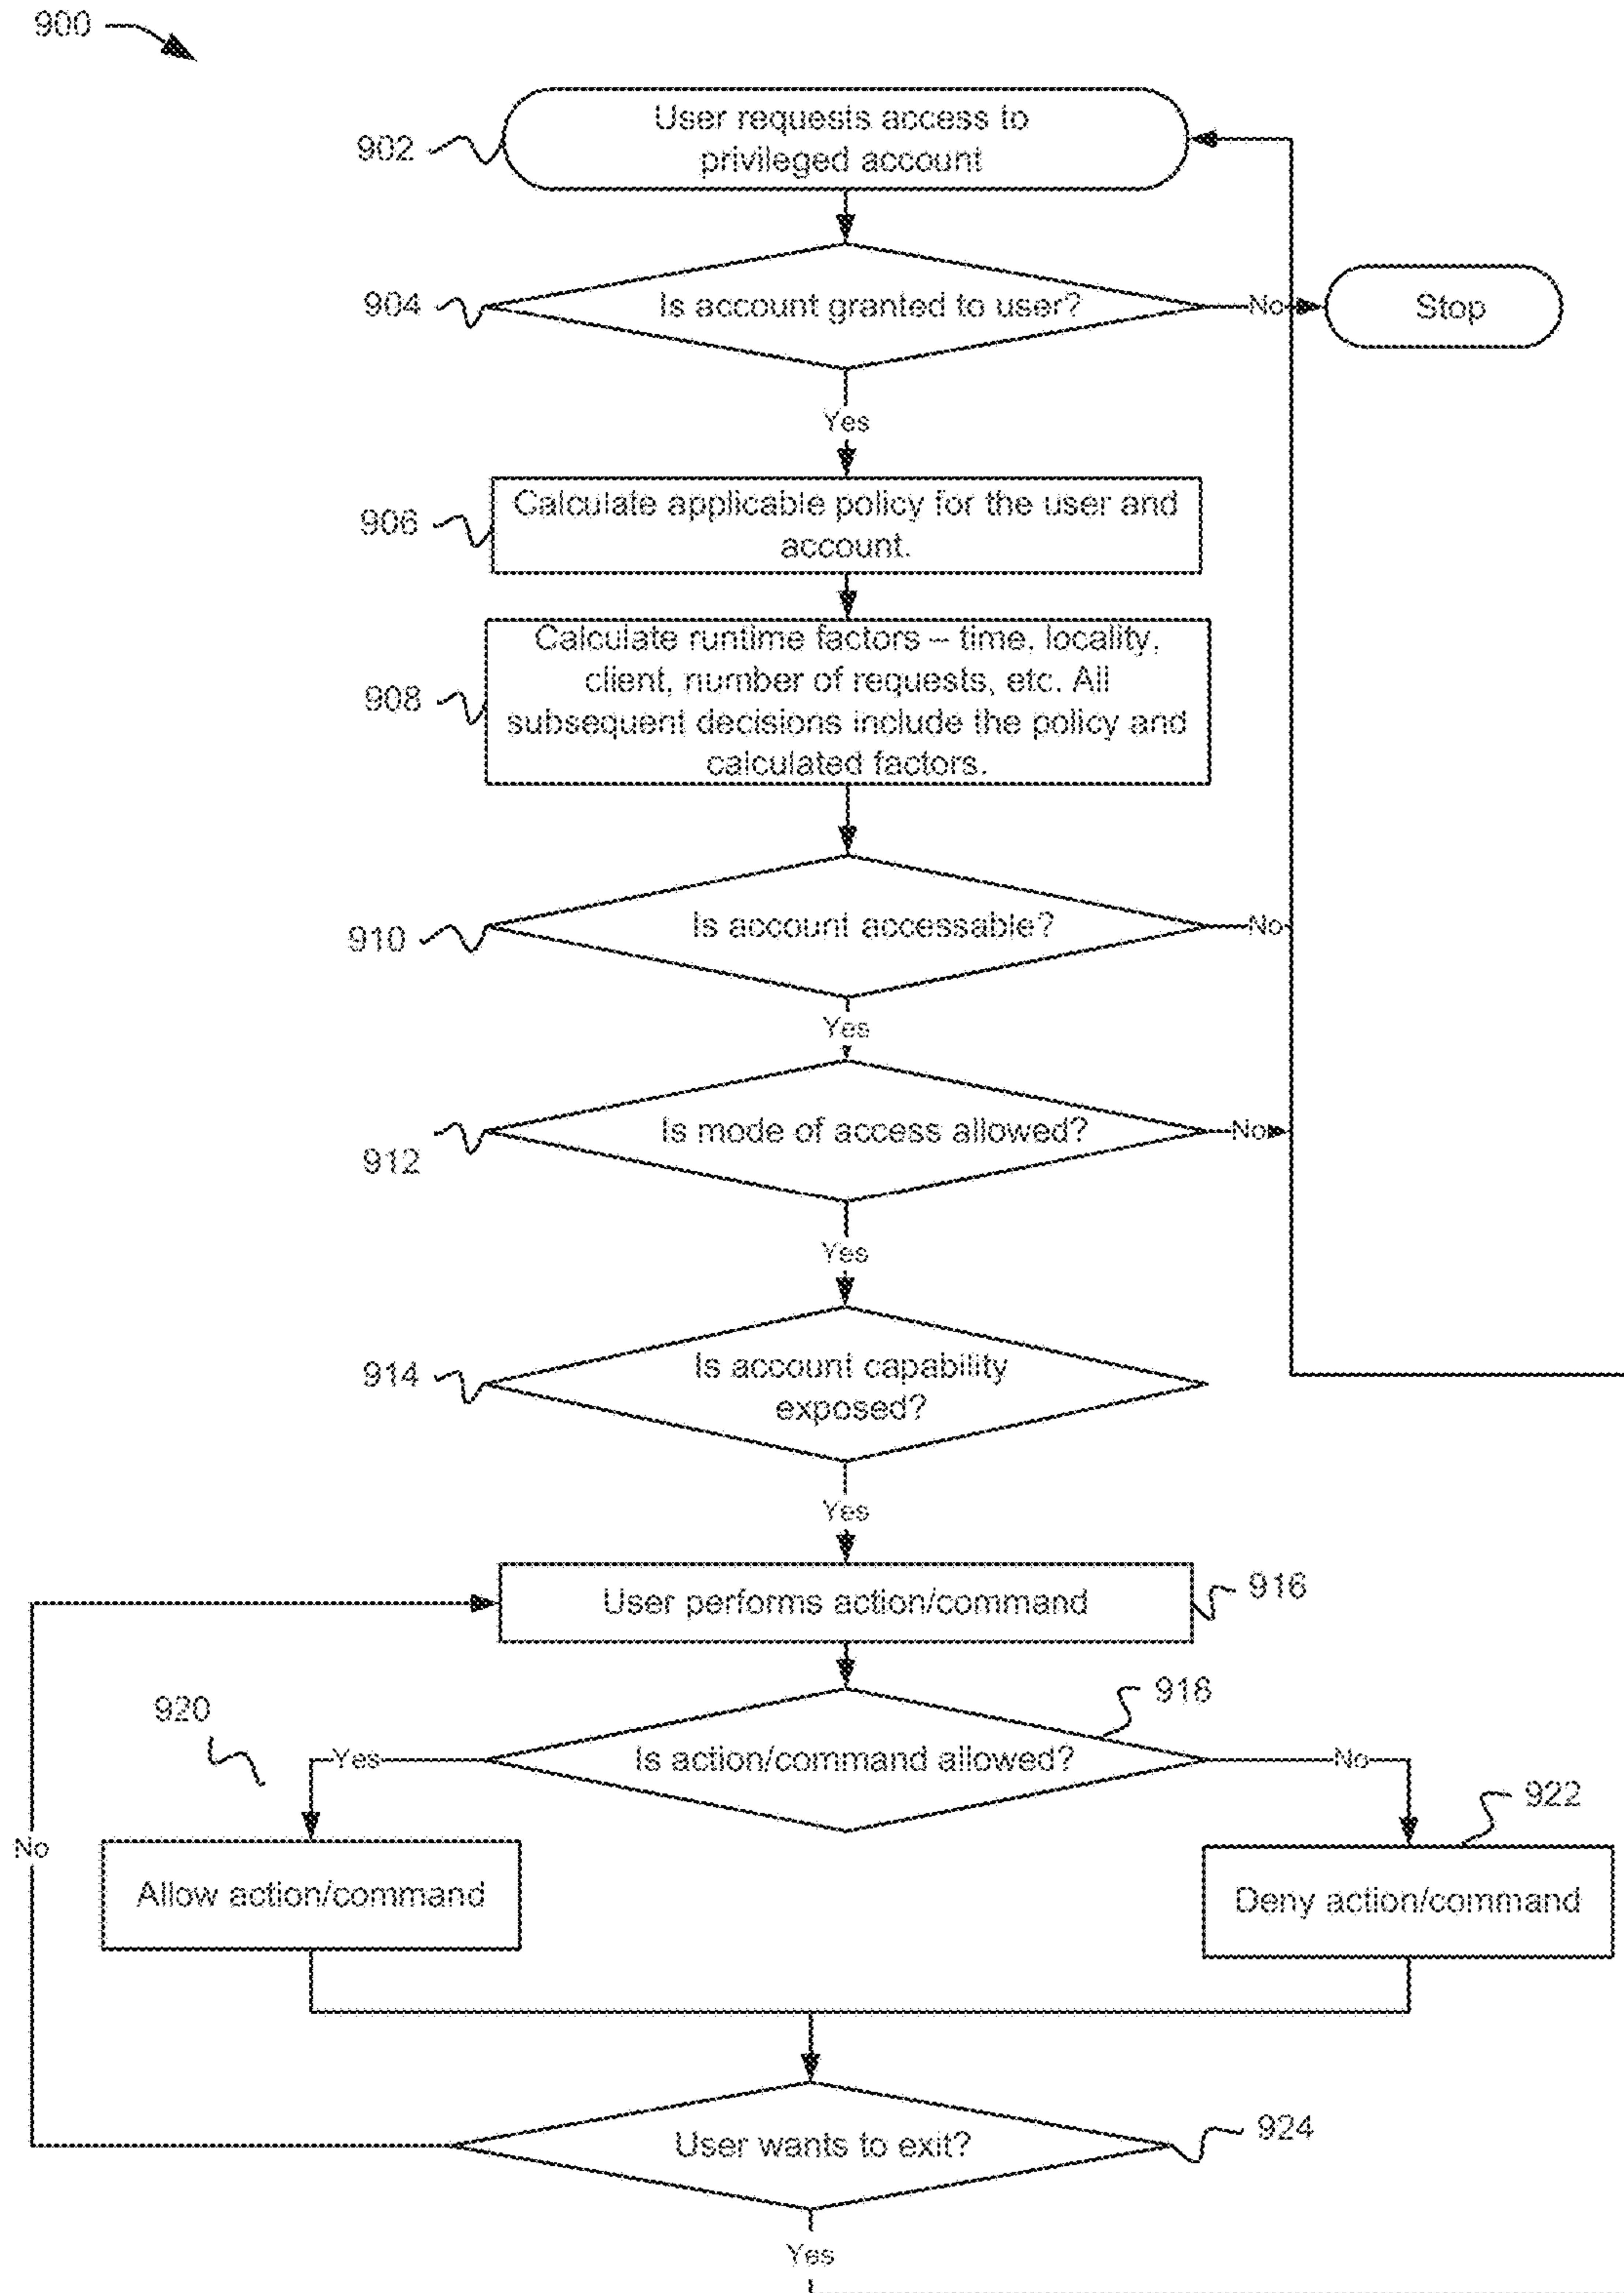 900
902
User requests access to
privileged account
904
Is account granted to user?
No
Stop
Yes
906
Calculate applicable policy for the user and
account.
908
Calculate runtime factors – time, locality,
client, number of requests, etc. All
subsequent decisions include the policy and
calculated factors.
910
Is account accessable?
No
Yes
912
Is mode of access allowed?
No
Yes
914
Is account capability
exposed?
Yes
User performs action/command
916
918
920
Yes
Is action/command allowed?
No
922
No
Allow action/command
Deny action/command
924
User wants to exit?
Yes